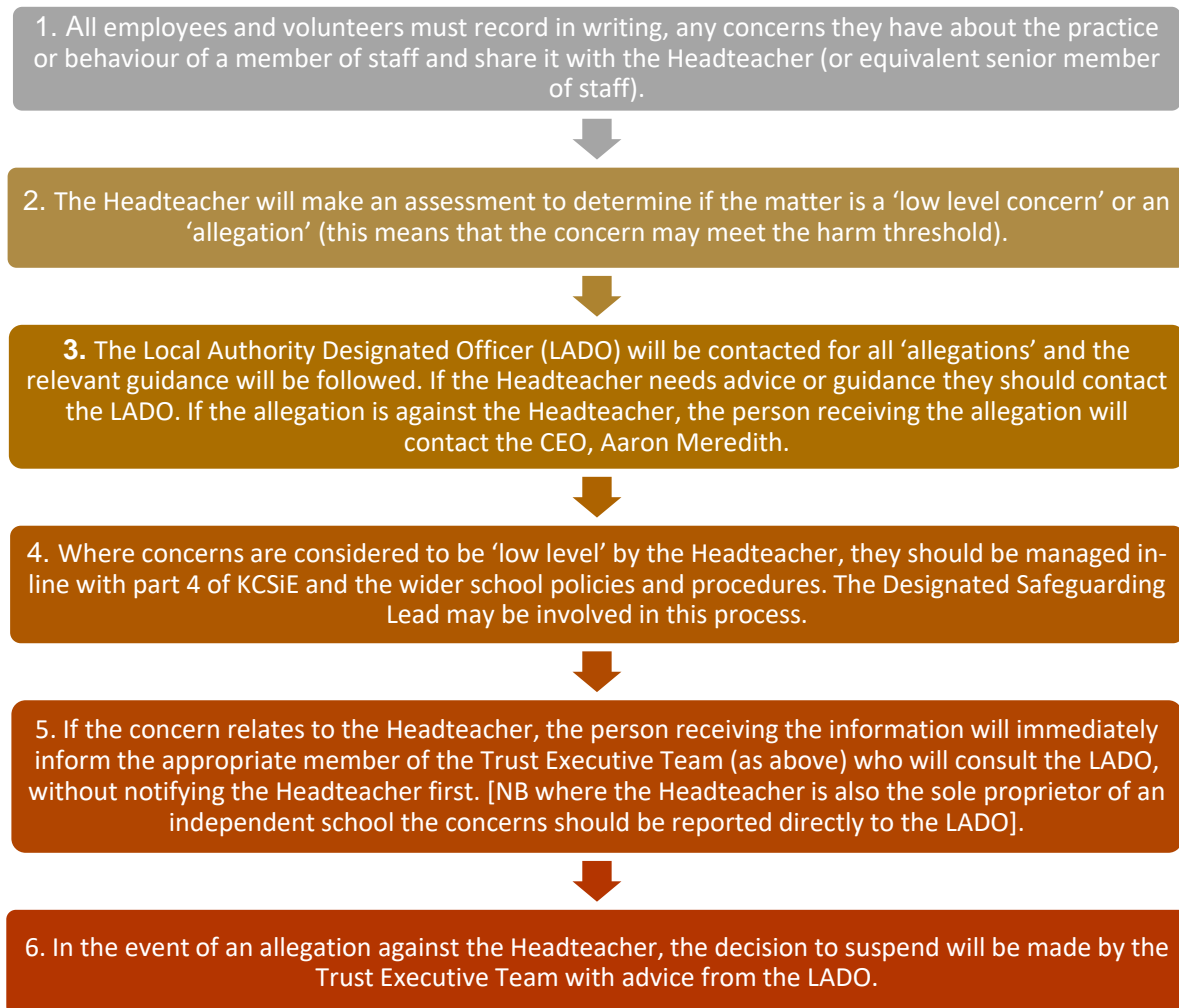 1. All employees and volunteers must record in writing, any concerns they have about the practice
or behaviour of a member of staff and share it with the Headteacher (or equivalent senior member
of staff).
2. The Headteacher will make an assessment to determine if the matter is a ‘low level concern’ or an
‘allegation’ (this means that the concern may meet the harm threshold).
3. The Local Authority Designated Officer (LADO) will be contacted for all ‘allegations’ and the
relevant guidance will be followed. If the Headteacher needs advice or guidance they should contact
the LADO. If the allegation is against the Headteacher, the person receiving the allegation will
contact the CEO, Aaron Meredith.
4. Where concerns are considered to be ‘low level’ by the Headteacher, they should be managed in-
line with part 4 of KCSiE and the wider school policies and procedures. The Designated Safeguarding
Lead may be involved in this process.
5. If the concern relates to the Headteacher, the person receiving the information will immediately
inform the appropriate member of the Trust Executive Team (as above) who will consult the LADO,
without notifying the Headteacher first. [NB where the Headteacher is also the sole proprietor of an
independent school the concerns should be reported directly to the LADO].
6. In the event of an allegation against the Headteacher, the decision to suspend will be made by the
Trust Executive Team with advice from the LADO.